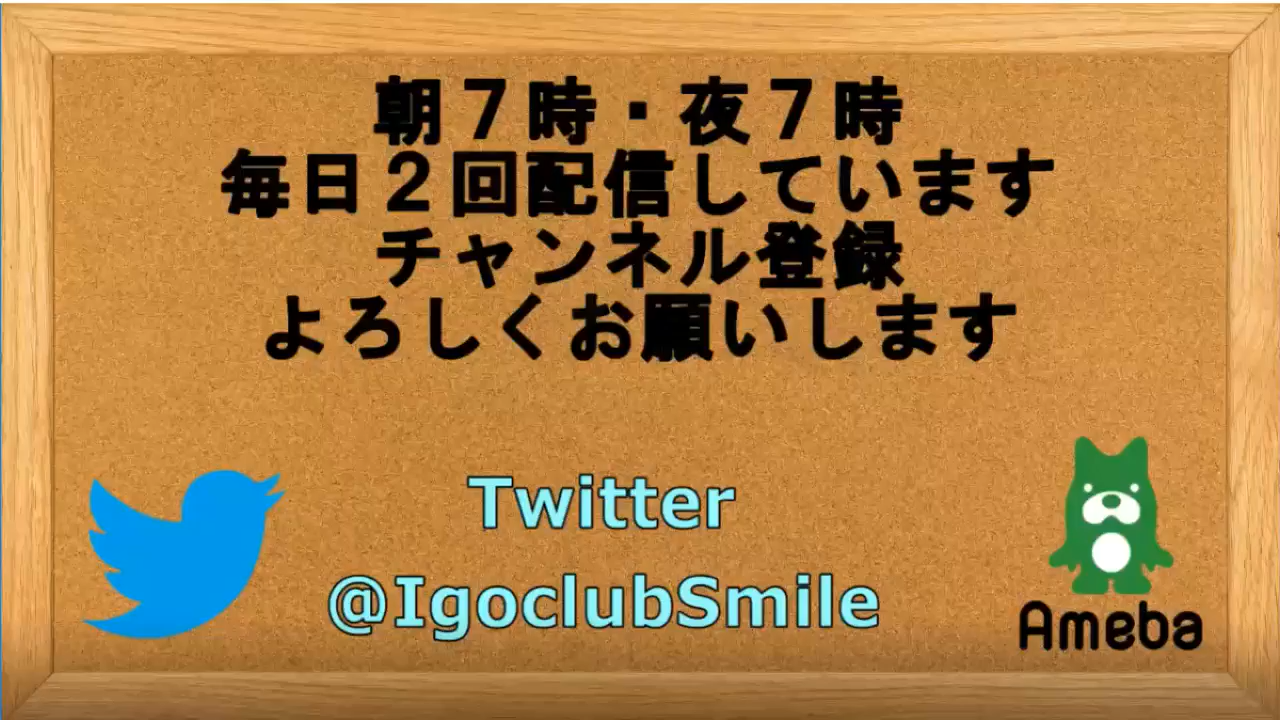 朝７時・夜７時
毎日２回配信しています
チャンネル登録
よろしくお願いします
Twitter
@IgoclubSmile
Ameba